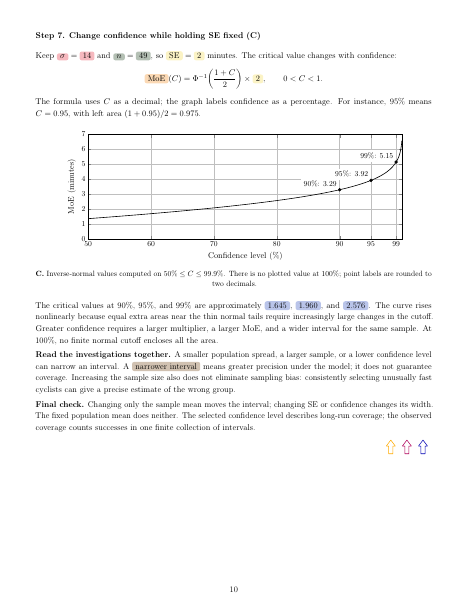 Step 7. Change confidence while holding SE fixed (C)
Keep σ = 14 and n = 49, so SE = 2 minutes. The critical value changes with confidence:
MoE (C) = Φ⁻¹((1 + C)/2) × 2, 0 < C < 1.
The formula uses C as a decimal; the graph labels confidence as a percentage. For instance, 95% means
C = 0.95, with left area (1 + 0.95)/2 = 0.975.
7
6
5
4
3
2
1
0
MoE (minutes)
99%: 5.15
95%: 3.92
90%: 3.29
50 60 70 80 90 95 99
Confidence level (%)
C. Inverse-normal values computed on 50% ≤ C ≤ 99.9%. There is no plotted value at 100%; point labels are rounded to
two decimals.
The critical values at 90%, 95%, and 99% are approximately 1.645, 1.960, and 2.576. The curve rises
nonlinearly because equal extra areas near the thin normal tails require increasingly large changes in the cutoff.
Greater confidence requires a larger multiplier, a larger MoE, and a wider interval for the same sample. At
100%, no finite normal cutoff encloses all the area.
Read the investigations together. A smaller population spread, a larger sample, or a lower confidence level
can narrow an interval. A narrower interval means greater precision under the model; it does not guarantee
coverage. Increasing the sample size also does not eliminate sampling bias: consistently selecting unusually fast
cyclists can give a precise estimate of the wrong group.
Final check. Changing only the sample mean moves the interval; changing SE or confidence changes its width.
The fixed population mean does neither. The selected confidence level describes long-run coverage; the observed
coverage counts successes in one finite collection of intervals.
10